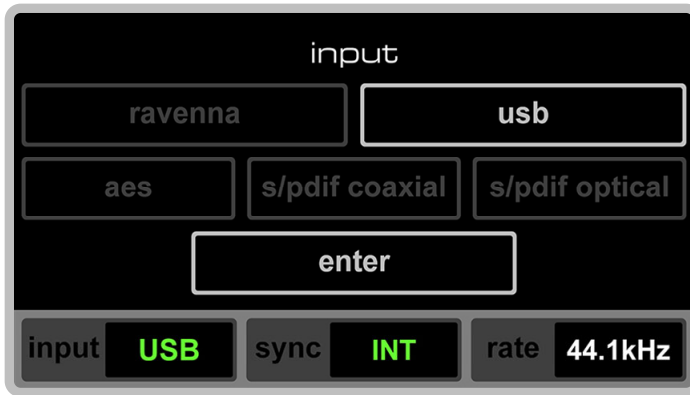 input
ravenna usb
aes s/pdif coaxial s/pdif optical
enter
input USB sync INT rate 44.1kHz